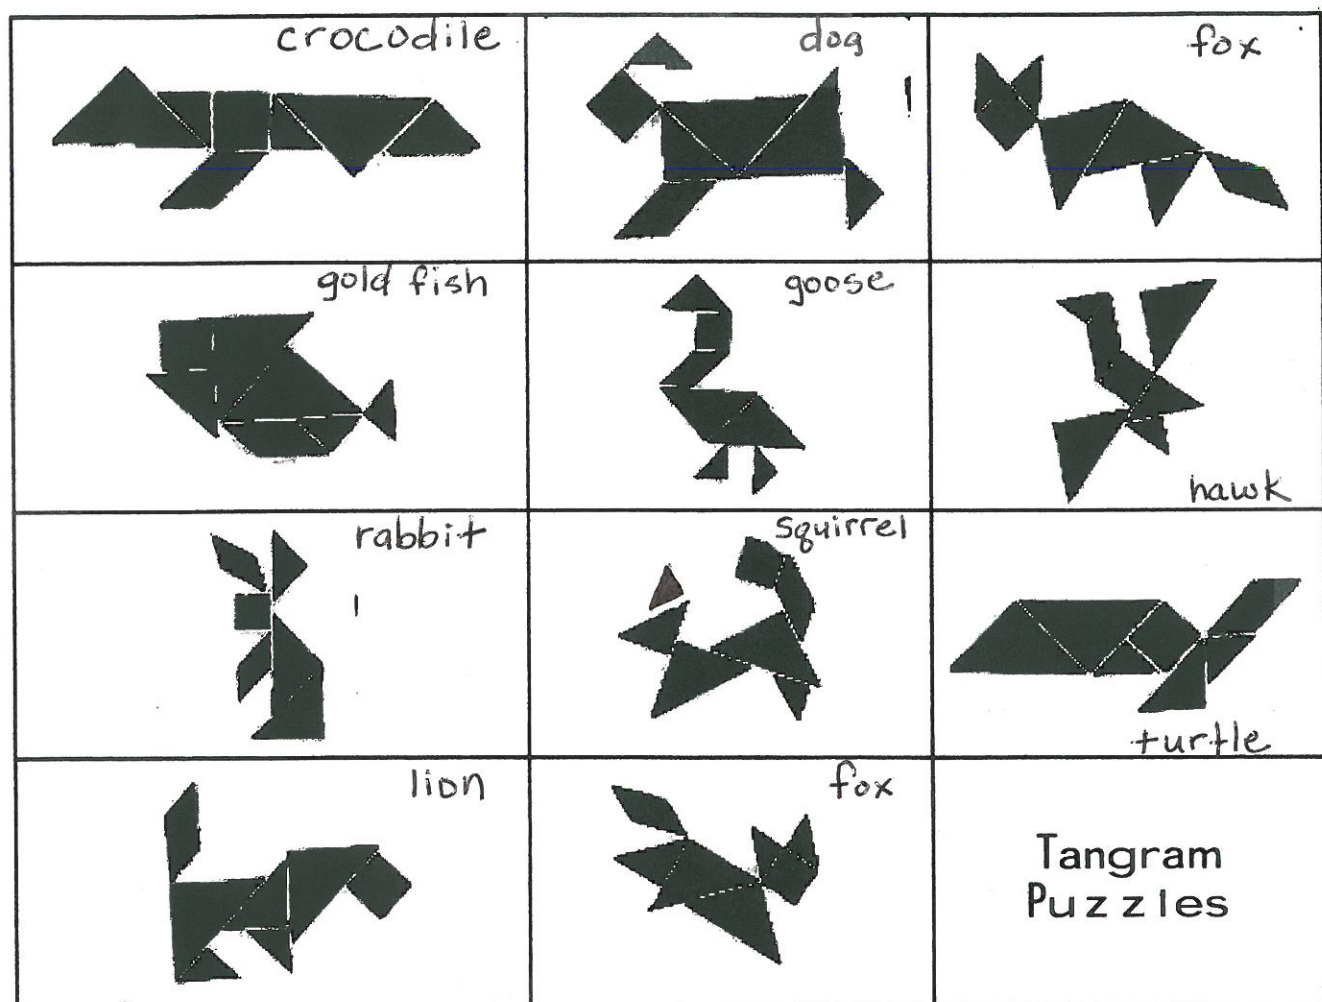 crocodile
dog
fox
gold fish
goose
hawk
rabbit
squirrel
turtle
lion
fox
Tangram
Puzzles